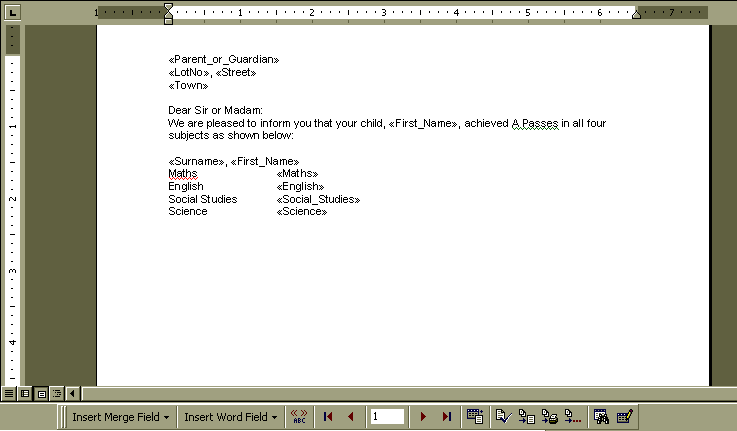 1 1 2 3 4 5 6 7
«Parent_or_Guardian»
«LotNo», «Street»
«Town»
Dear Sir or Madam:
We are pleased to inform you that your child, «First_Name», achieved A Passes in all four
subjects as shown below:
«Surname», «First_Name»
Maths «Maths»
English «English»
Social Studies «Social_Studies»
Science «Science»
1
2
3
4
Insert Merge Field Insert Word Field «» ABC 1